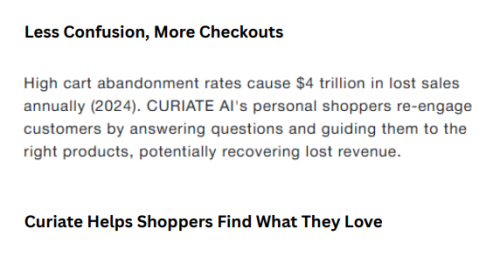 Less Confusion, More Checkouts
High cart abandonment rates cause $4 trillion in lost sales
annually (2024). CURIATE AI's personal shoppers re-engage
customers by answering questions and guiding them to the
right products, potentially recovering lost revenue.
Curiate Helps Shoppers Find What They Love